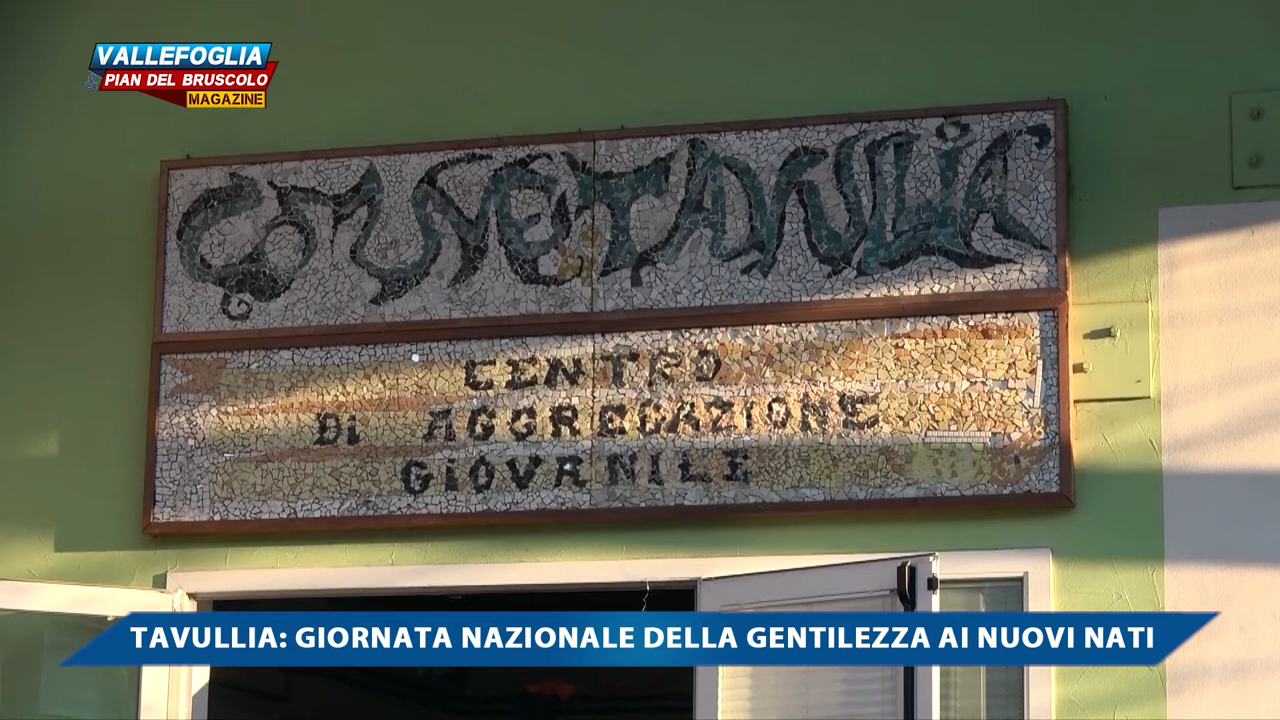 VALLEFOGLIA
& PIAN DEL BRUSCOLO
MAGAZINE
CENTRO
DI AGGREGAZIONE
GIOVANILE
TAVULLIA: GIORNATA NAZIONALE DELLA GENTILEZZA AI NUOVI NATI